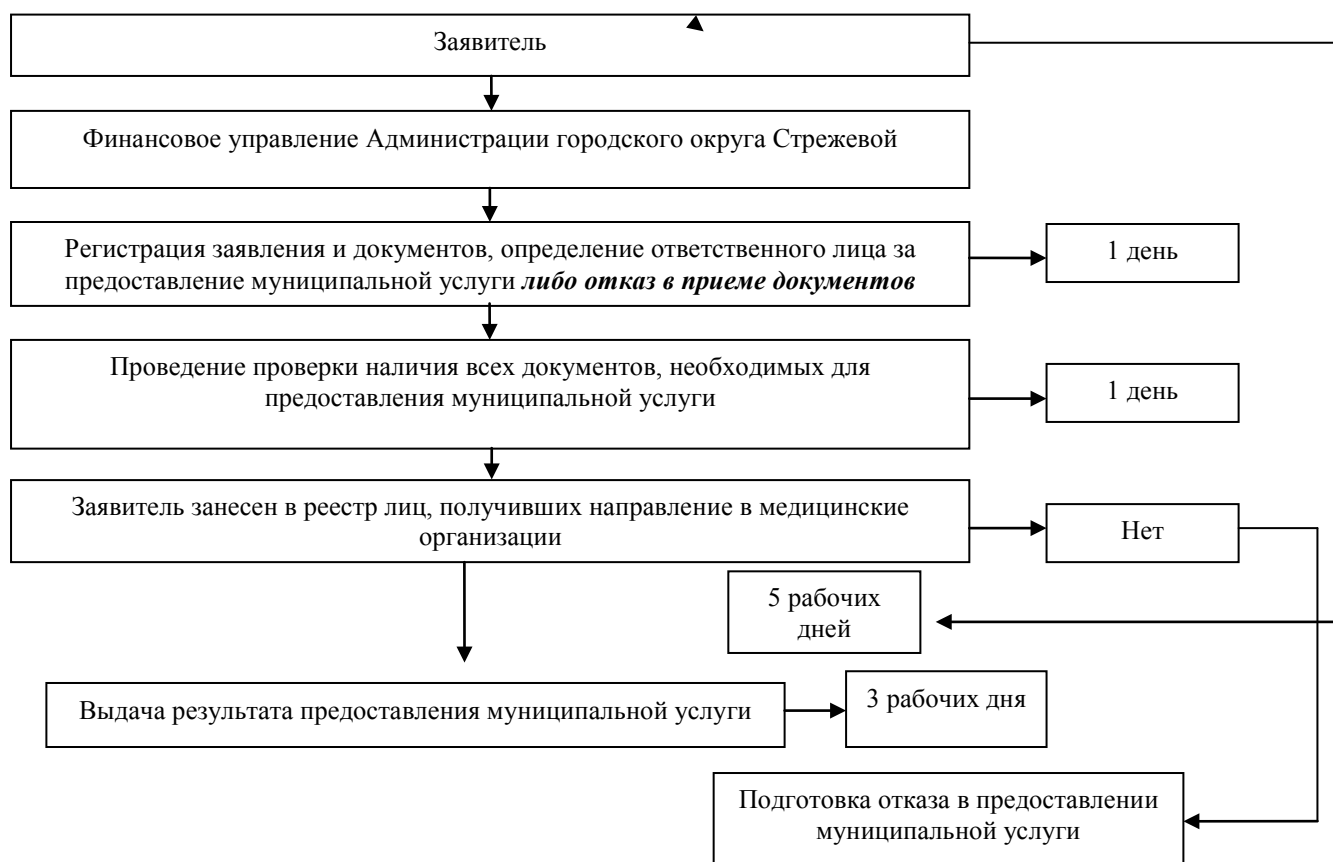 Заявитель
Финансовое управление Администрации городского округа Стрежевой
Регистрация заявления и документов, определение ответственного лица за
предоставление муниципальной услуги либо отказ в приеме документов
1 день
Проведение проверки наличия всех документов, необходимых для
предоставления муниципальной услуги
1 день
Заявитель занесен в реестр лиц, получивших направление в медицинские
организации
Нет
5 рабочих
дней
Выдача результата предоставления муниципальной услуги
3 рабочих дня
Подготовка отказа в предоставлении
муниципальной услуги